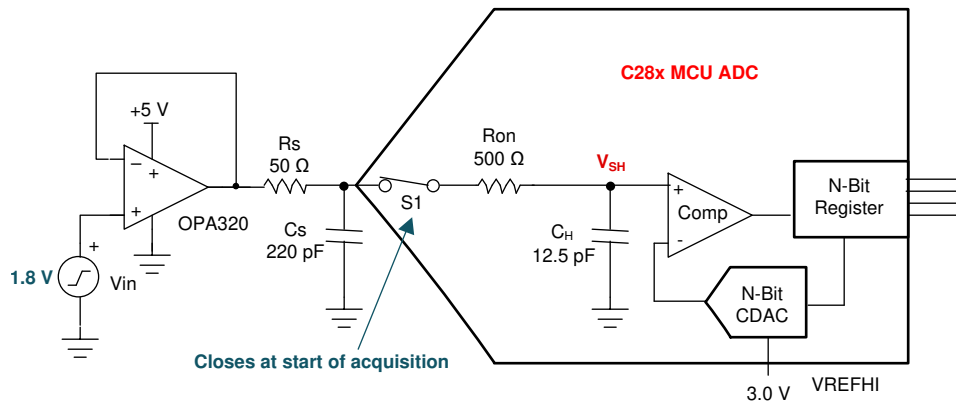 C28x MCU ADC
+5 V
Rs
50 Ω
Ron
500 Ω
VSH
−
+
+
OPA320
S1
+
-
Comp
N-Bit
Register
Cs
220 pF
CH
12.5 pF
+
1.8 V
Vin
N-Bit
CDAC
Closes at start of acquisition
3.0 V
VREFHI